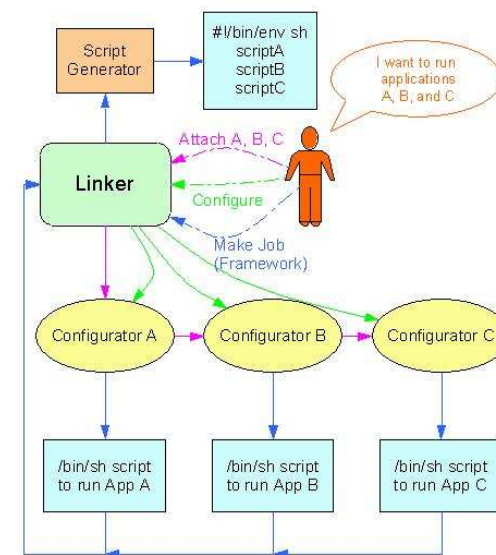 Script
Generator
#!/bin/env sh
scriptA
scriptB
scriptC
I want to run
applications
A, B, and C
Attach A, B, C
Linker
Configure
Make Job
(Framework)
Configurator A
Configurator B
Configurator C
/bin/sh script
to run App A
/bin/sh script
to run App B
/bin/sh script
to run App C